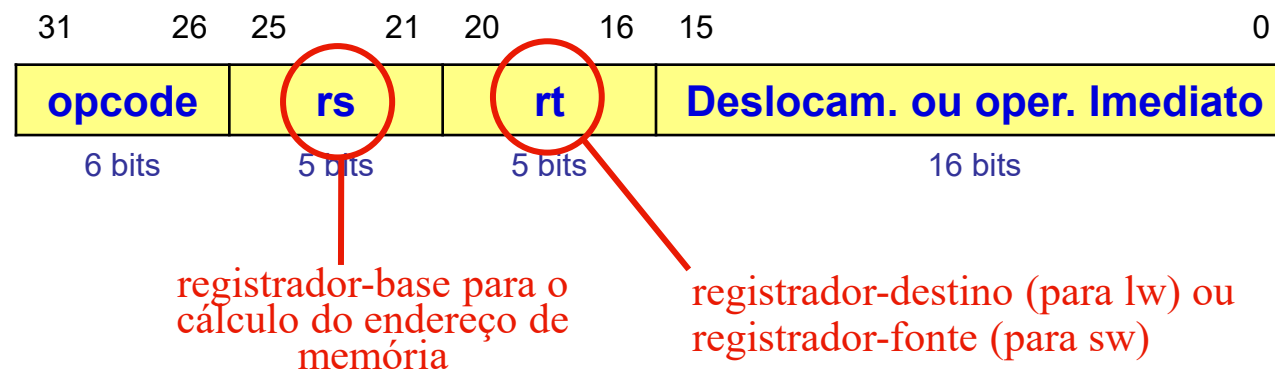 31 26 25 21 20 16 15 0
opcode rs rt Deslocam. ou oper. Imediato
6 bits 5 bits 5 bits 16 bits
registrador-base para o
cálculo do endereço de
memória
registrador-destino (para lw) ou
registrador-fonte (para sw)